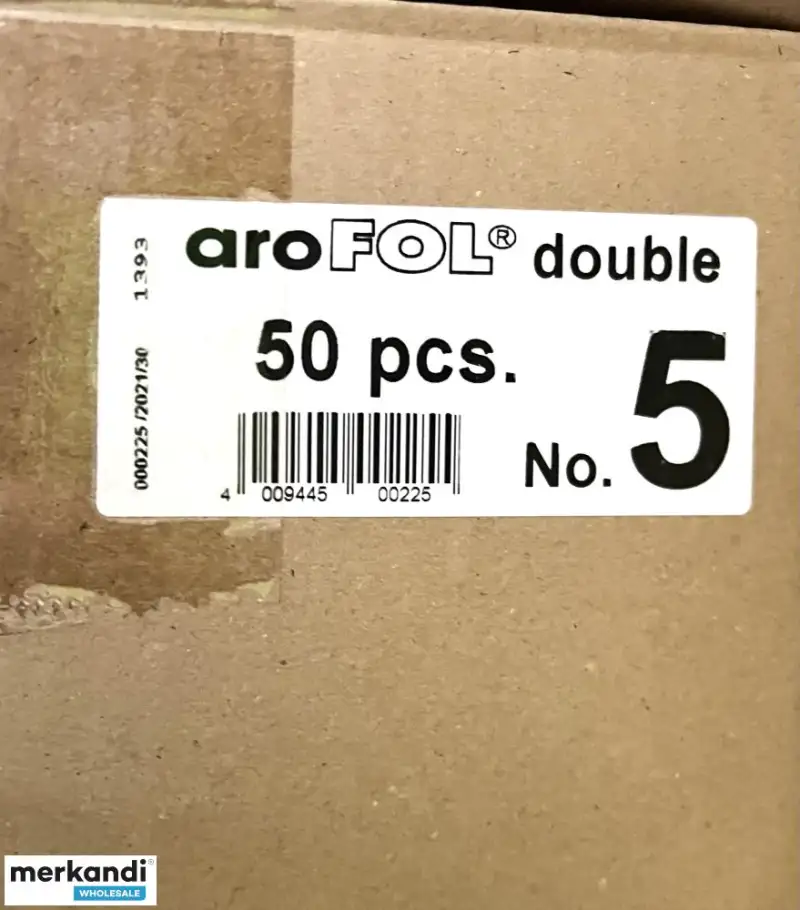 aroFOL® double
50 pcs.
No. 5
4 009445 00225
000225 /2021/30 1393
merkandi®
WHOLESALE